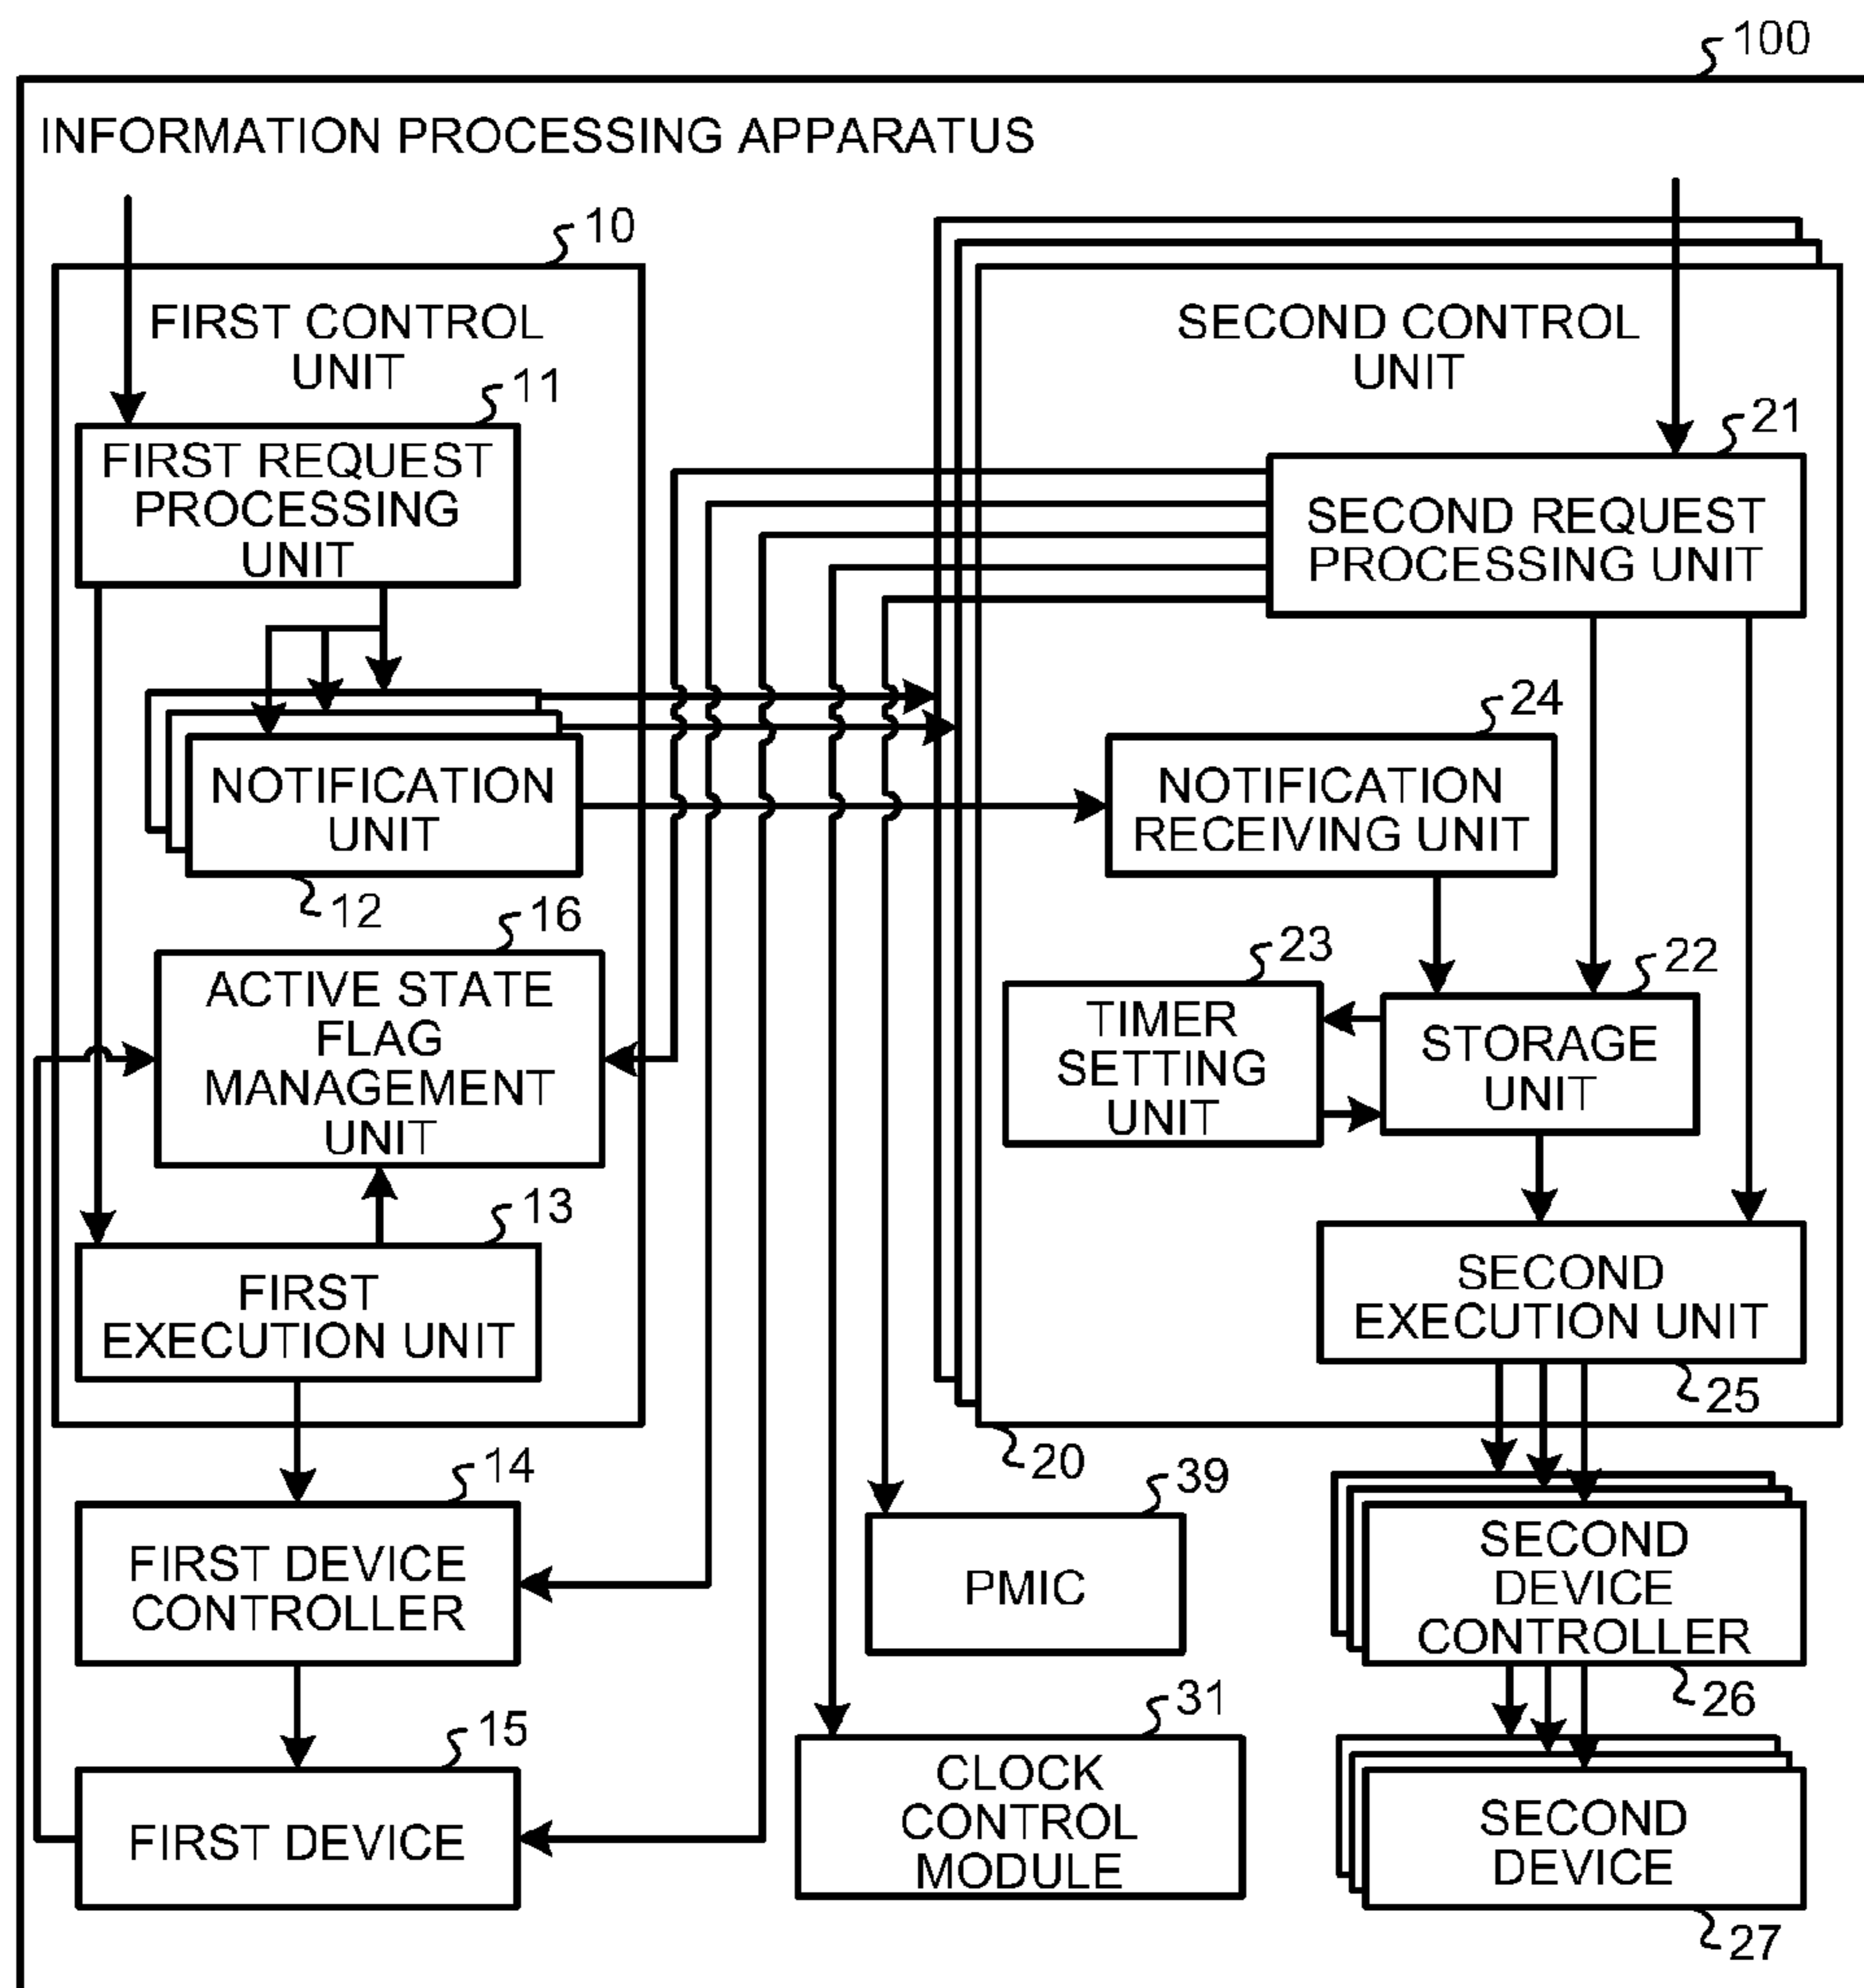 100
INFORMATION PROCESSING APPARATUS
10
FIRST CONTROL
UNIT
11
FIRST REQUEST
PROCESSING
UNIT
NOTIFICATION
UNIT
12
16
ACTIVE STATE
FLAG
MANAGEMENT
UNIT
13
FIRST
EXECUTION UNIT
14
FIRST DEVICE
CONTROLLER
15
FIRST DEVICE
SECOND CONTROL
UNIT
21
SECOND REQUEST
PROCESSING UNIT
24
NOTIFICATION
RECEIVING UNIT
23
TIMER
SETTING
UNIT
22
STORAGE
UNIT
SECOND
EXECUTION UNIT
25
20
39
PMIC
31
CLOCK
CONTROL
MODULE
SECOND
DEVICE
CONTROLLER
26
SECOND
DEVICE
27